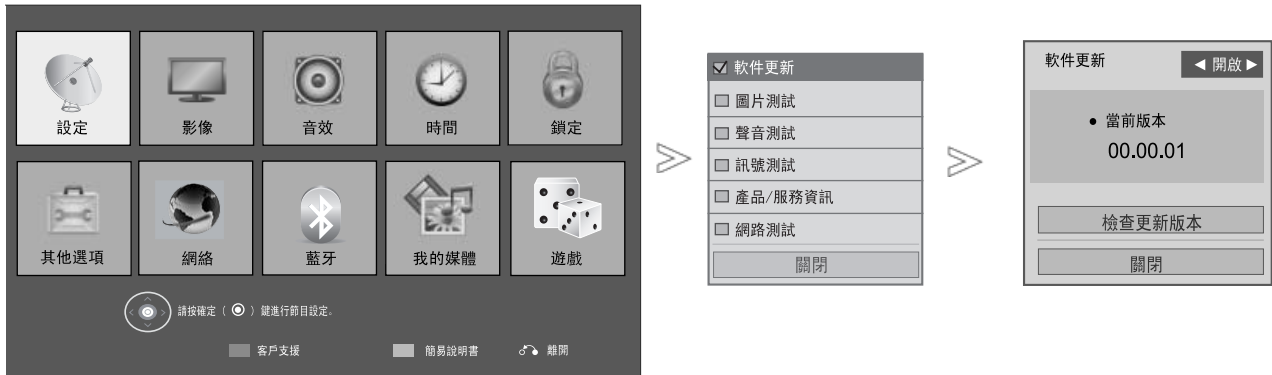 設定
影像
音效
時間
鎖定
其他選項
網絡
藍牙
我的媒體
遊戲
請按確定（ ◉ ）鍵進行節目設定。
客戶支援
簡易說明書
離開
軟件更新
圖片測試
聲音測試
訊號測試
產品/服務資訊
網路測試
關閉
軟件更新
◀ 開啟 ▶
● 當前版本
00.00.01
檢查更新版本
關閉